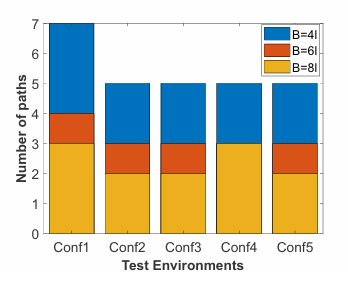 7
6
5
4
3
2
1
0
Number of paths
B=4l
B=6l
B=8l
Conf1 Conf2 Conf3 Conf4 Conf5
Test Environments